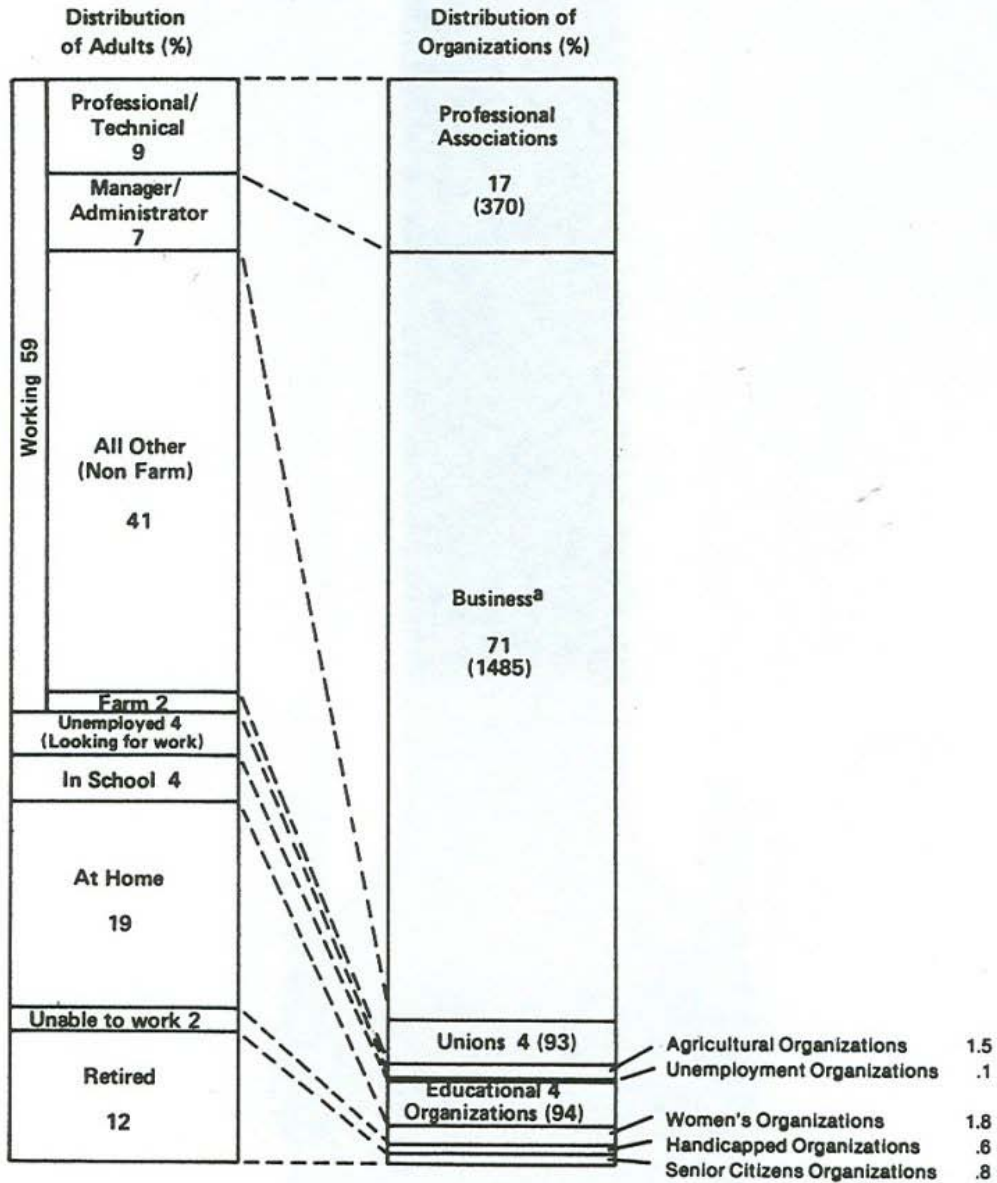 Distribution
of Adults (%)
Distribution of
Organizations (%)
Working 59
Professional/
Technical
9
Manager/
Administrator
7
All Other
(Non Farm)
41
Farm 2
Unemployed 4
(Looking for work)
In School 4
At Home
19
Unable to work 2
Retired
12
Professional
Associations
17
(370)
Businessᵃ
71
(1485)
Unions 4 (93)
Educational 4
Organizations (94)
Agricultural Organizations 1.5
Unemployment Organizations .1
Women's Organizations 1.8
Handicapped Organizations .6
Senior Citizens Organizations .8